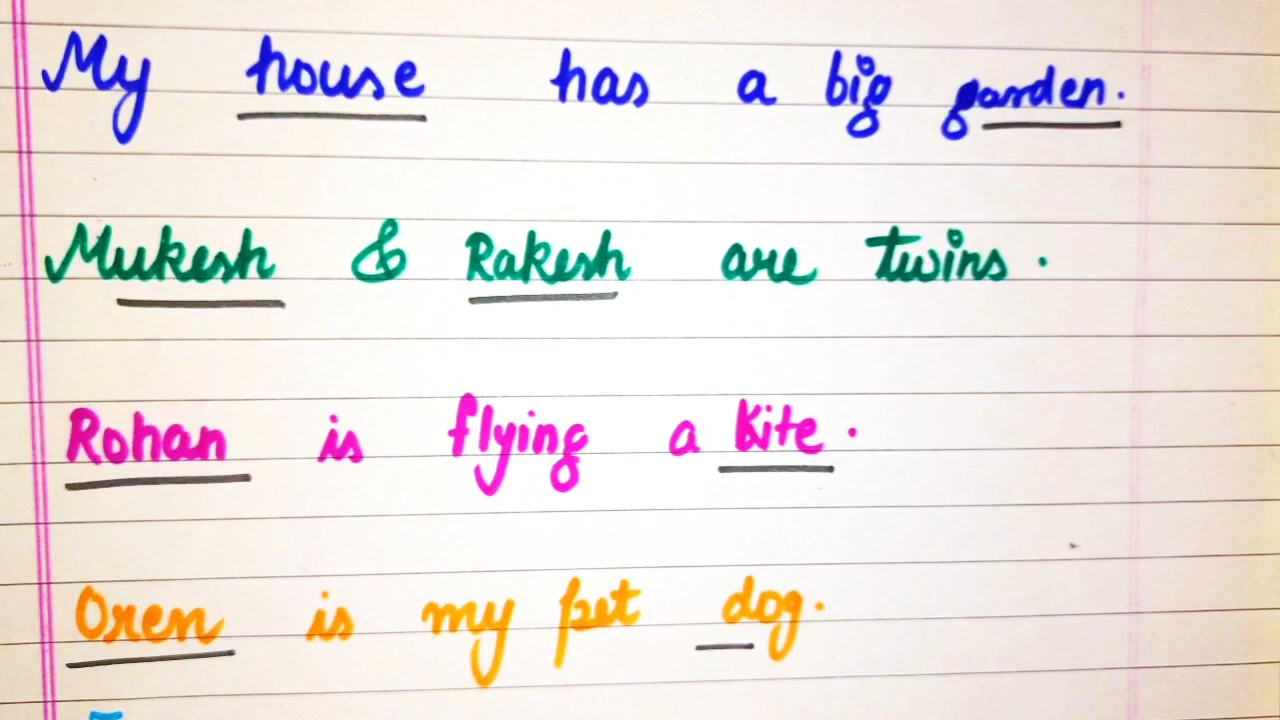 My house has a big garden.
Mukesh & Rakesh are twins.
Rohan is flying a kite.
Oren is my pet dog.